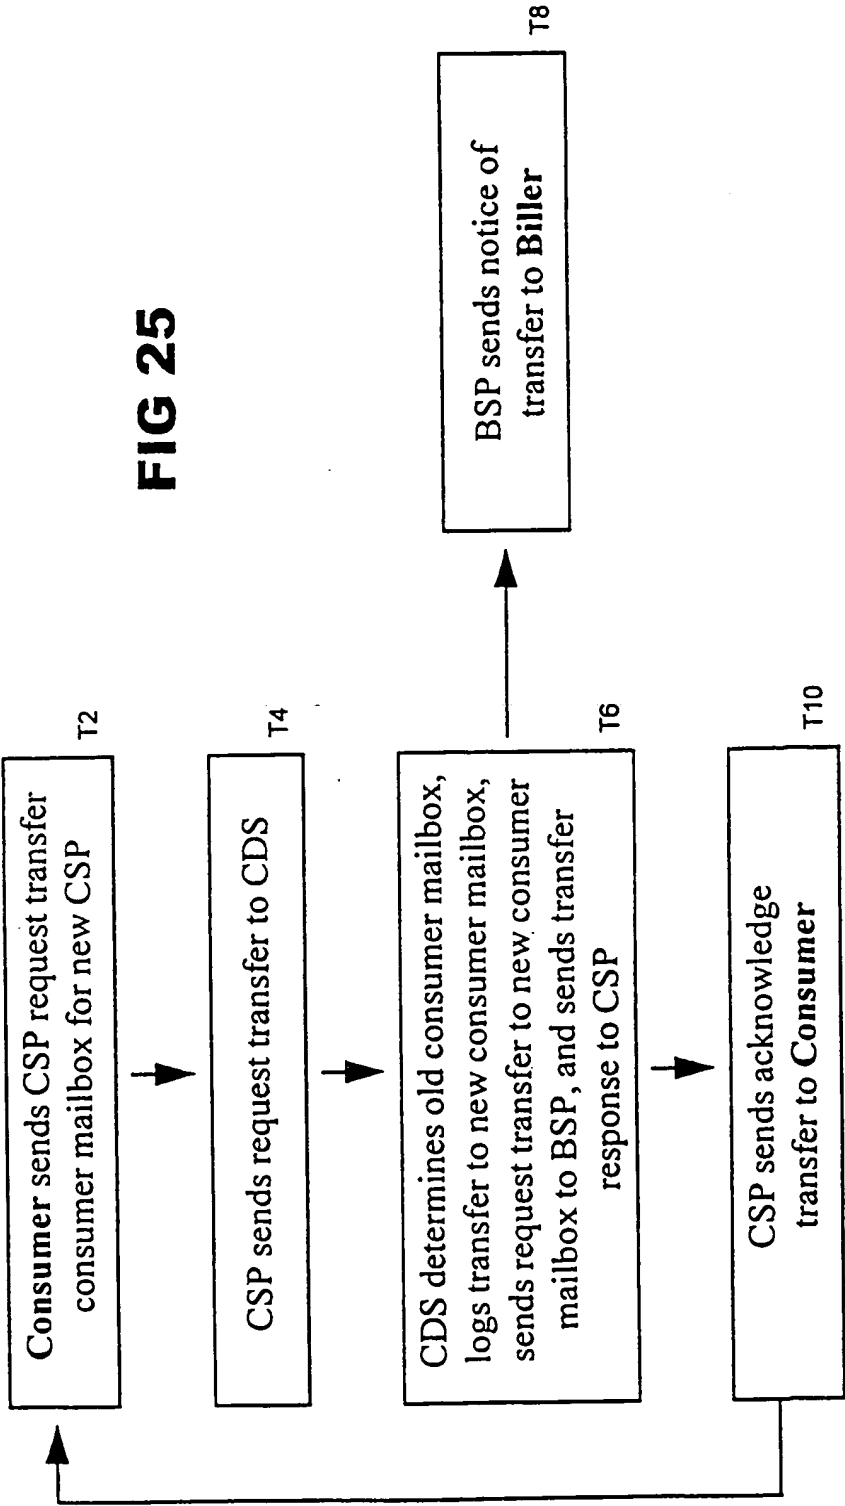 FIG 25
Consumer sends CSP request transfer
consumer mailbox for new CSP
T2
CSP sends request transfer to CDS
T4
CDS determines old consumer mailbox,
logs transfer to new consumer mailbox,
sends request transfer to new consumer
mailbox to BSP, and sends transfer
response to CSP
T6
BSP sends notice of
transfer to Biller
T8
CSP sends acknowledge
transfer to Consumer
T10